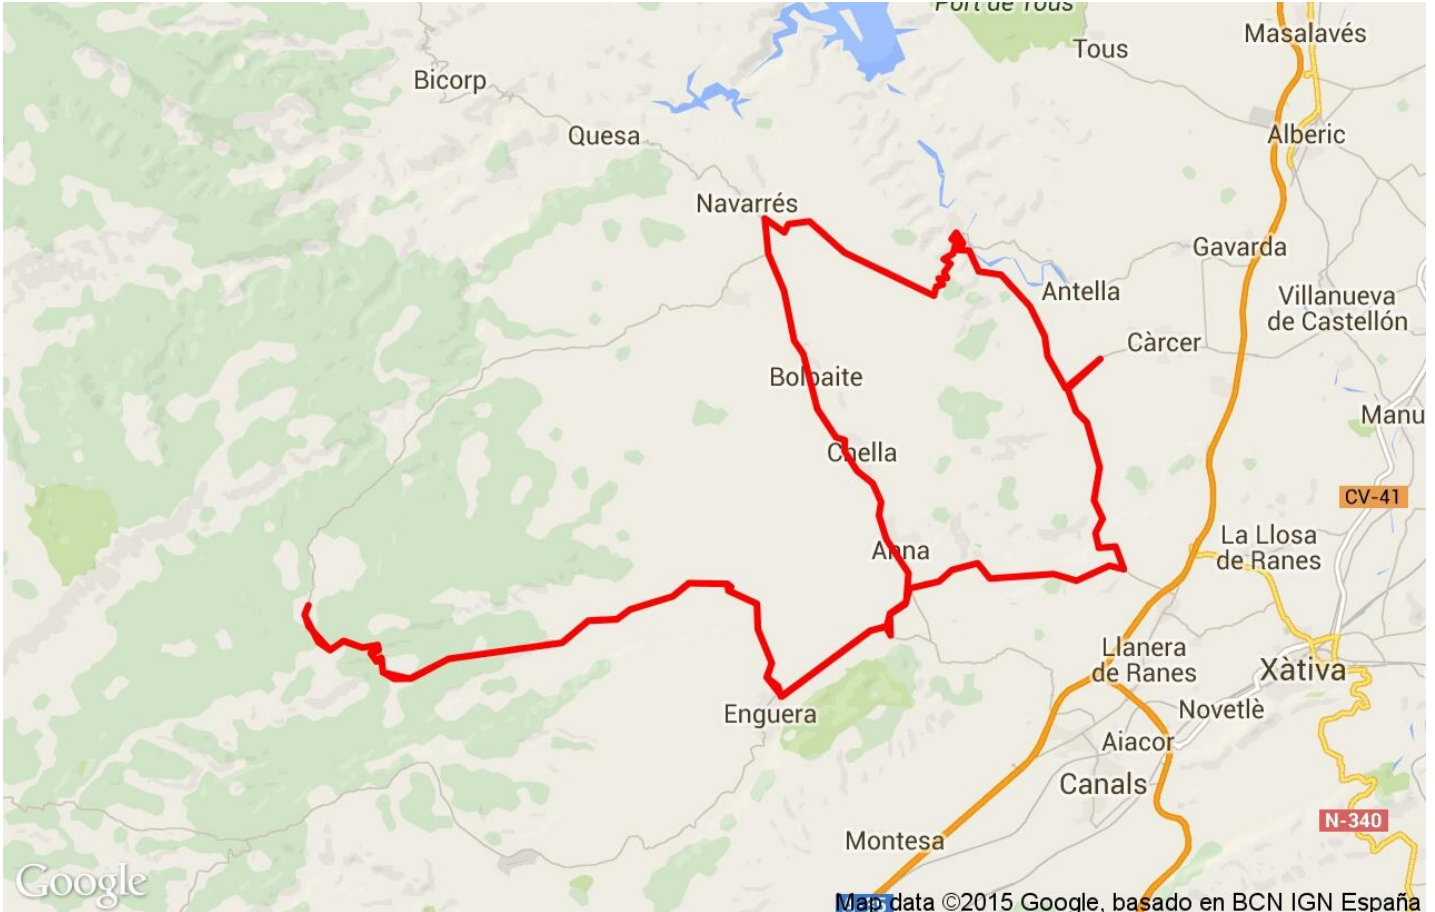 Port de Tous
Masalavés
Tous
Bicorp
Alberic
Quesa
Navarrés
Gavarda
Antella
Villanueva
de Castellón
Càrcer
Bolbaite
Manu
Chella
CV-41
La Llosa
de Ranes
Anna
Llanera
de Ranes
Xàtiva
Novetlè
Enguera
Aiacor
Canals
N-340
Montesa
Google
Map data ©2015 Google, basado en BCN IGN España